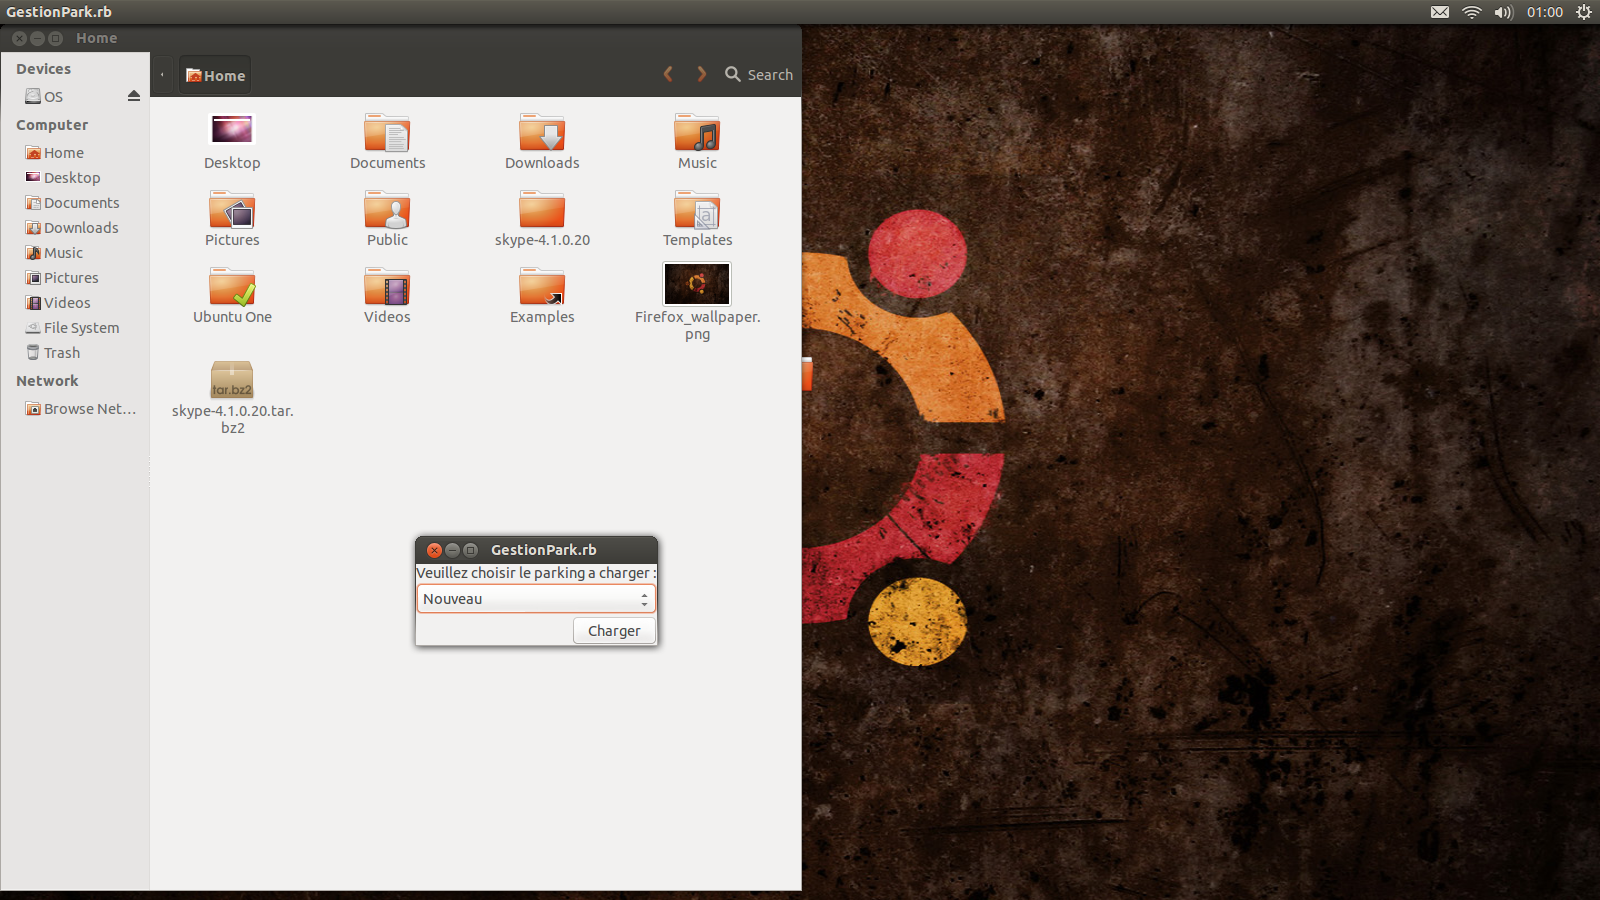 GestionPark.rb
01:00
Home
Devices
OS
Computer
Home
Desktop
Documents
Downloads
Music
Pictures
Videos
File System
Trash
Network
Browse Net...
Home
Search
Desktop
Documents
Downloads
Music
Pictures
Public
skype-4.1.0.20
Templates
Ubuntu One
Videos
Examples
Firefox_wallpaper.
png
tar.bz2
skype-4.1.0.20.tar.
bz2
GestionPark.rb
Veuillez choisir le parking a charger :
Nouveau
Charger